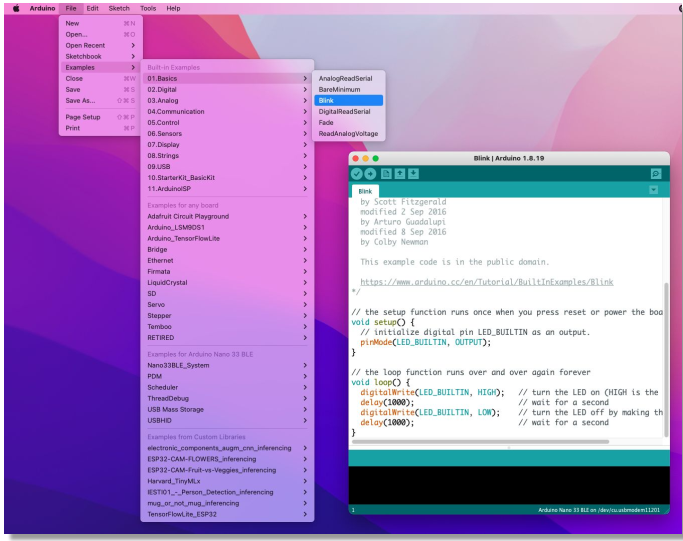 Arduino File Edit Sketch Tools Help
New ⌘N
Open... ⌘O
Open Recent >
Sketchbook >
Examples >
Close ⌘W
Save ⌘S
Save As... ⇧⌘S
Page Setup ⇧⌘P
Print ⌘P
Built-in Examples
01.Basics >
02.Digital >
03.Analog >
04.Communication >
05.Control >
06.Sensors >
07.Display >
08.Strings >
09.USB >
10.StarterKit_BasicKit >
11.ArduinoISP >
Examples for any board
Adafruit Circuit Playground >
Arduino_LSM9DS1 >
Arduino_TensorFlowLite >
Bridge >
Ethernet >
Firmata >
LiquidCrystal >
SD >
Servo >
Stepper >
Temboo >
RETIRED >
Examples for Arduino Nano 33 BLE
Nano33BLE_System >
PDM >
Scheduler >
ThreadDebug >
USB Mass Storage >
USBHID >
Examples from Custom Libraries
electronic_components_augm_cnn_inferencing >
ESP32-CAM-FLOWERS_inferencing >
ESP32-CAM-Fruit-vs-Veggies_inferencing >
Harvard_TinyMLx >
IESTI01_-_Person_Detection_inferencing >
mug_or_not_mug_inferencing >
TensorFlowLite_ESP32 >
AnalogReadSerial
BareMinimum
Blink
DigitalReadSerial
Fade
ReadAnalogVoltage
Blink | Arduino 1.8.19
Blink
by Scott Fitzgerald
modified 2 Sep 2016
by Arturo Guadalupi
modified 8 Sep 2016
by Colby Newman
This example code is in the public domain.
https://www.arduino.cc/en/Tutorial/BuiltInExamples/Blink
*/
// the setup function runs once when you press reset or power the boa
void setup() {
// initialize digital pin LED_BUILTIN as an output.
pinMode(LED_BUILTIN, OUTPUT);
}
// the loop function runs over and over again forever
void loop() {
digitalWrite(LED_BUILTIN, HIGH); // turn the LED on (HIGH is the
delay(1000); // wait for a second
digitalWrite(LED_BUILTIN, LOW); // turn the LED off by making th
delay(1000); // wait for a second
}
1 Arduino Nano 33 BLE on /dev/cu.usbmodem11201